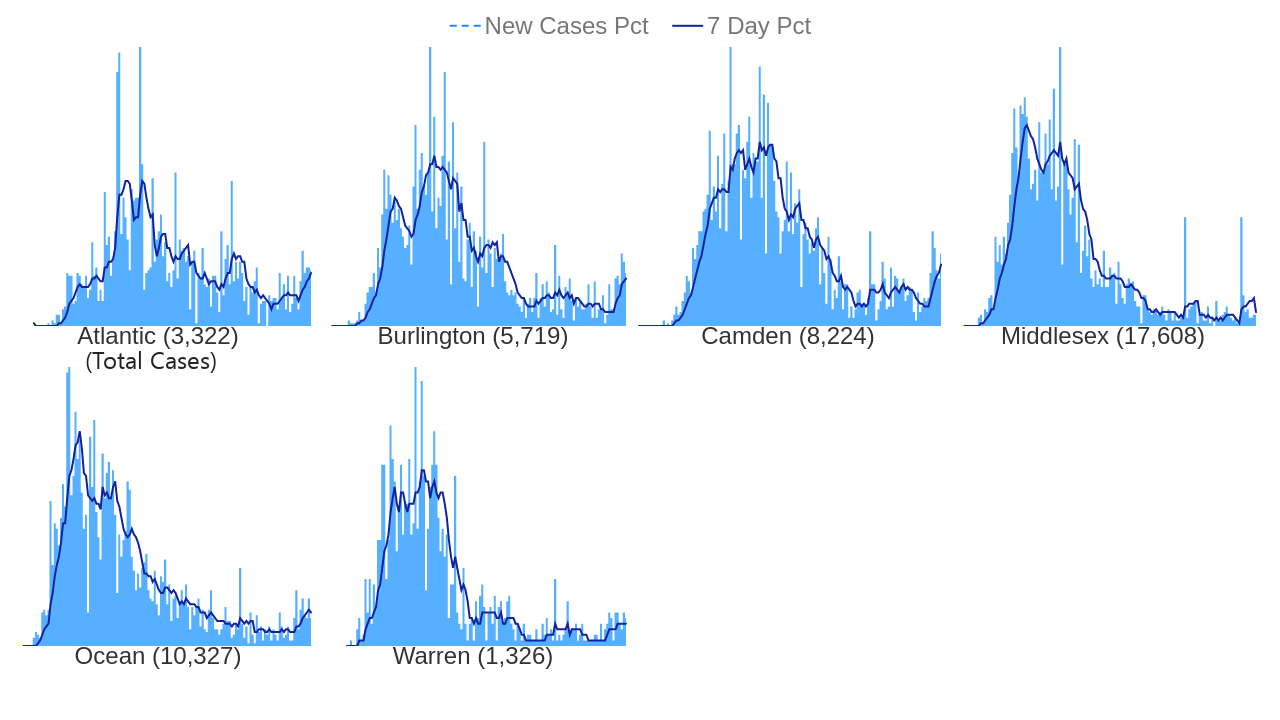 New Cases Pct 7 Day Pct
Atlantic (3,322) Burlington (5,719) Camden (8,224) Middlesex (17,608)
(Total Cases)
Ocean (10,327) Warren (1,326)